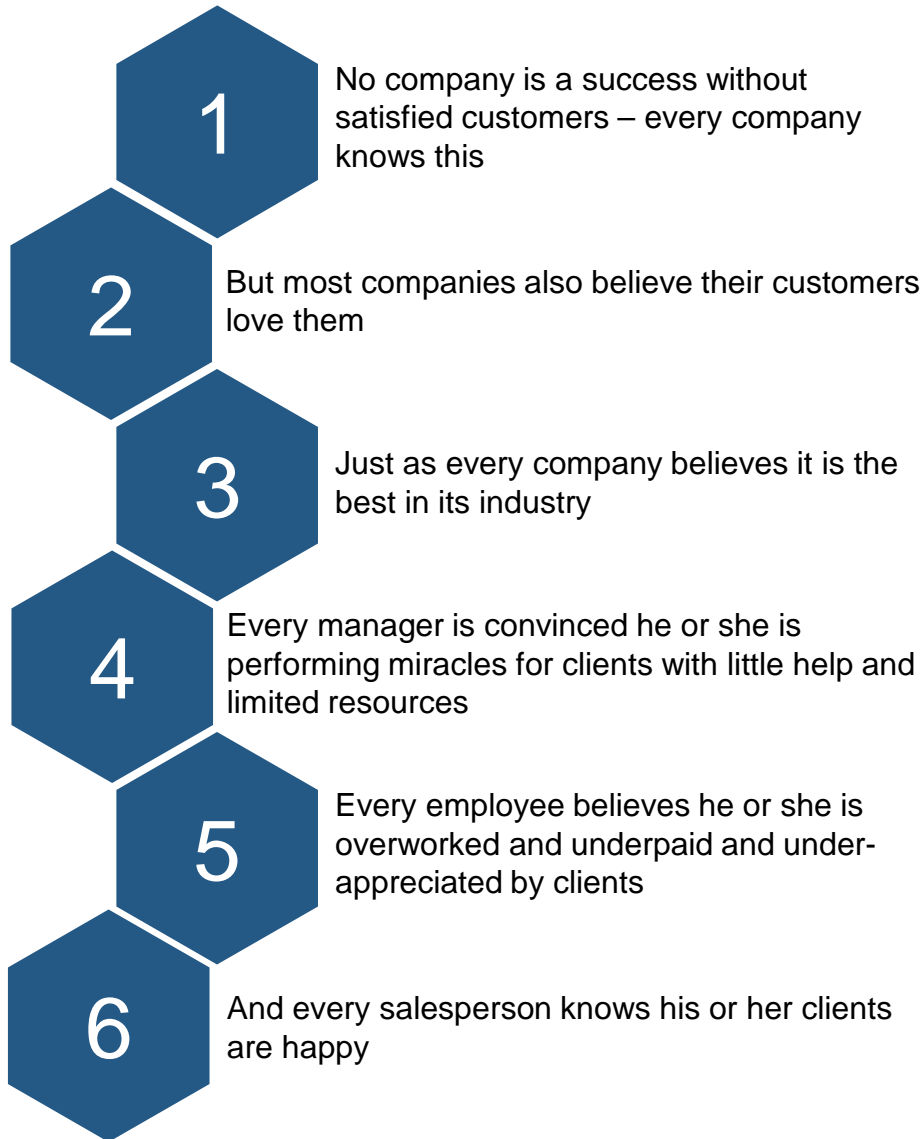 1
No company is a success without
satisfied customers – every company
knows this
2
But most companies also believe their customers
love them
3
Just as every company believes it is the
best in its industry
4
Every manager is convinced he or she is
performing miracles for clients with little help and
limited resources
5
Every employee believes he or she is
overworked and underpaid and under-
appreciated by clients
6
And every salesperson knows his or her clients
are happy